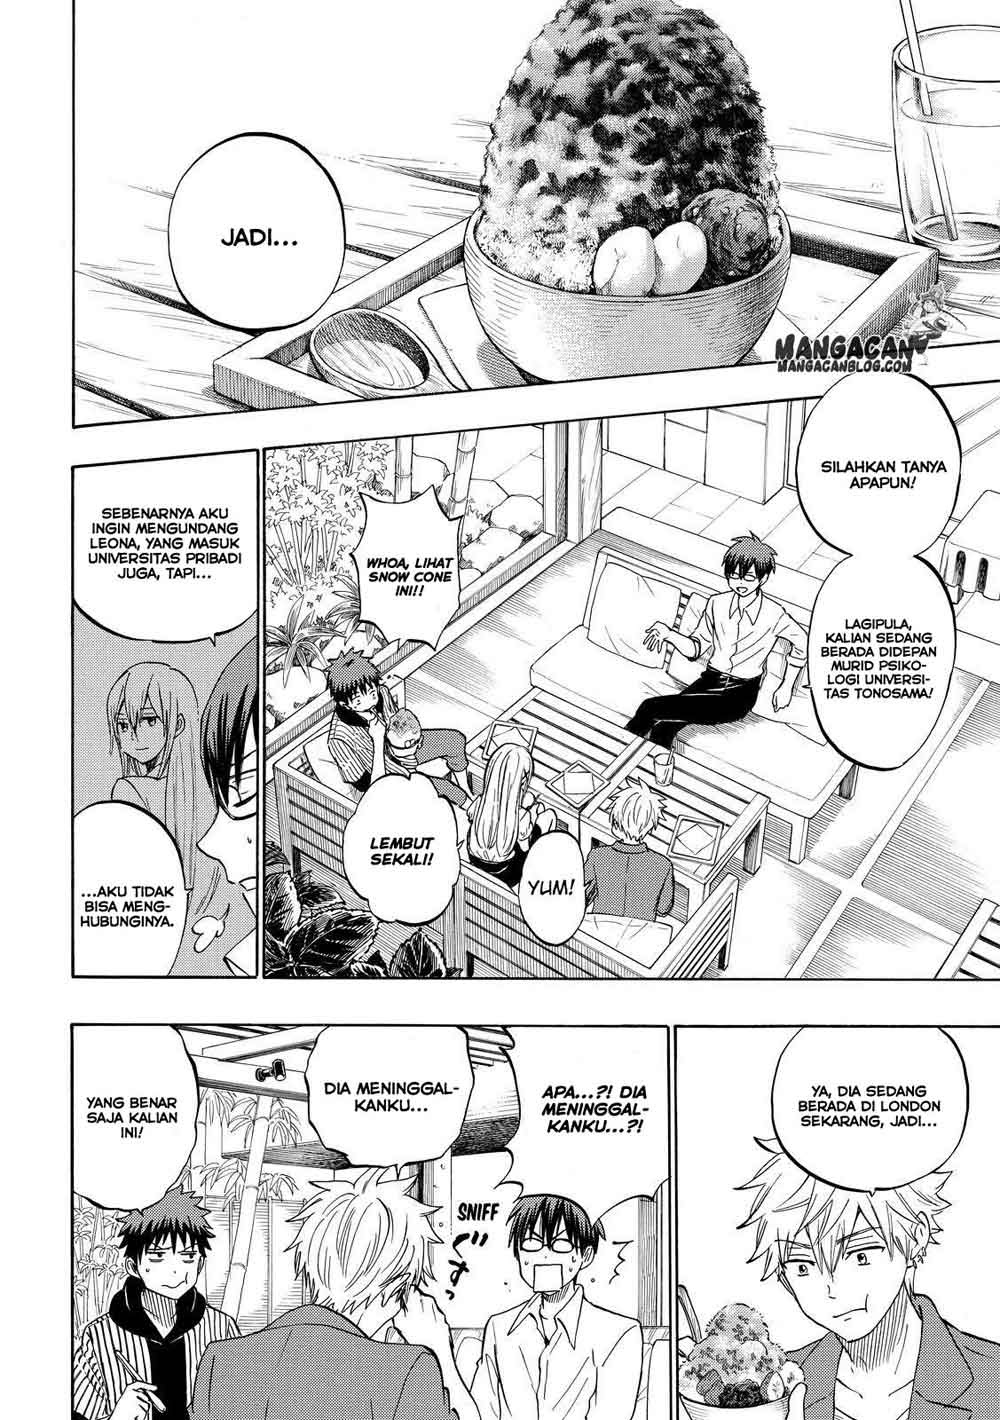 JADI...
MANGACAN
MANGACANBLOG.COM
SILAHKAN TANYA
APAPUN!
LAGIPULA,
KALIAN SEDANG
BERADA DIDEPAN
MURID PSIKO-
LOGI UNIVERSI-
TAS TONOSAMA!
WHOA, LIHAT
SNOW CONE
INI!!
LEMBUT
SEKALI!
YUM!
SEBENARNYA AKU
INGIN MENGUNDANG
LEONA, YANG MASUK
UNIVERSITAS PRIBADI
JUGA, TAPI...
...AKU TIDAK
BISA MENG-
HUBUNGINYA.
YA, DIA SEDANG
BERADA DI LONDON
SEKARANG, JADI...
APA...?! DIA
MENINGGAL-
KANKU...?!
DIA MENINGGAL-
KANKU...
SNIFF
YANG BENAR
SAJA KALIAN
INI!